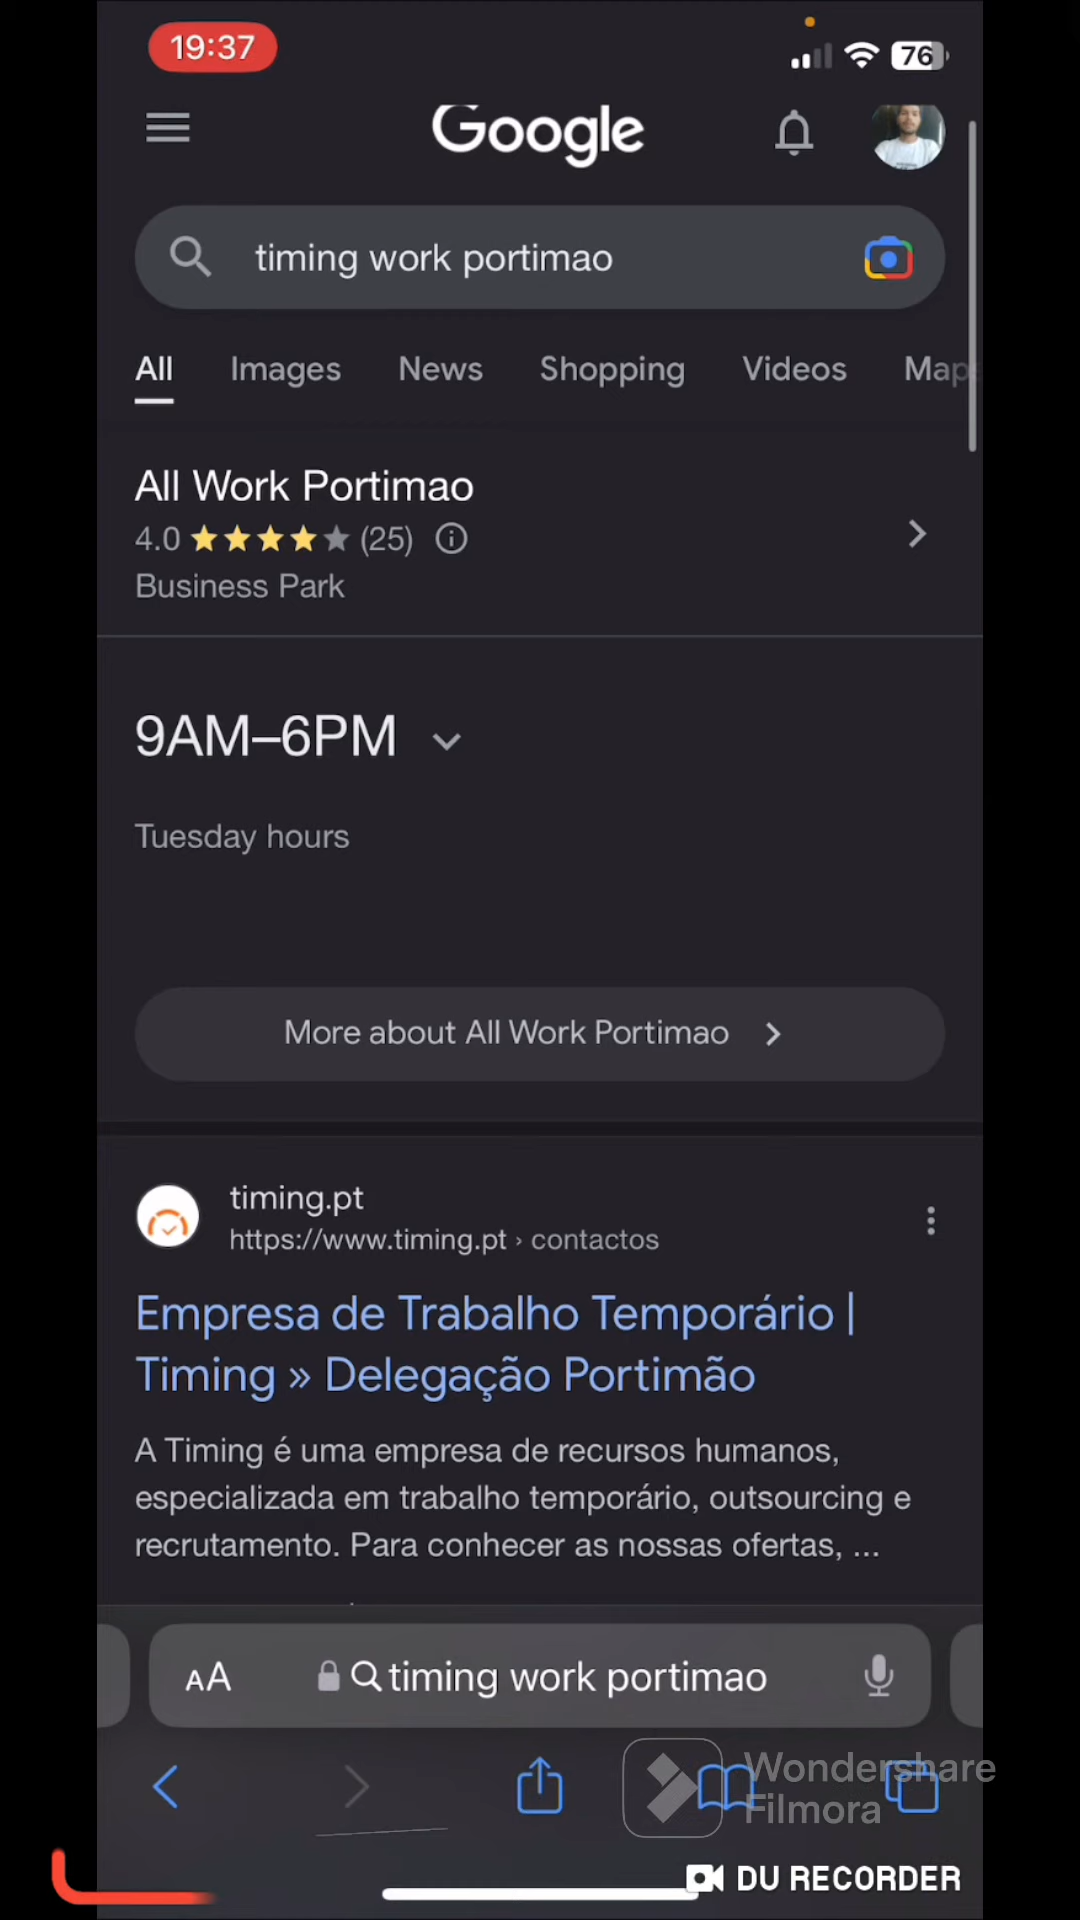 19:37
76
Google
timing work portimao
All Images News Shopping Videos Map
All Work Portimao
4.0 (25)
Business Park
9AM–6PM
Tuesday hours
More about All Work Portimao
timing.pt
https://www.timing.pt › contactos
Empresa de Trabalho Temporário |
Timing » Delegação Portimão
A Timing é uma empresa de recursos humanos,
especializada em trabalho temporário, outsourcing e
recrutamento. Para conhecer as nossas ofertas, ...
AA timing work portimao
Wondershare
Filmora
DU RECORDER